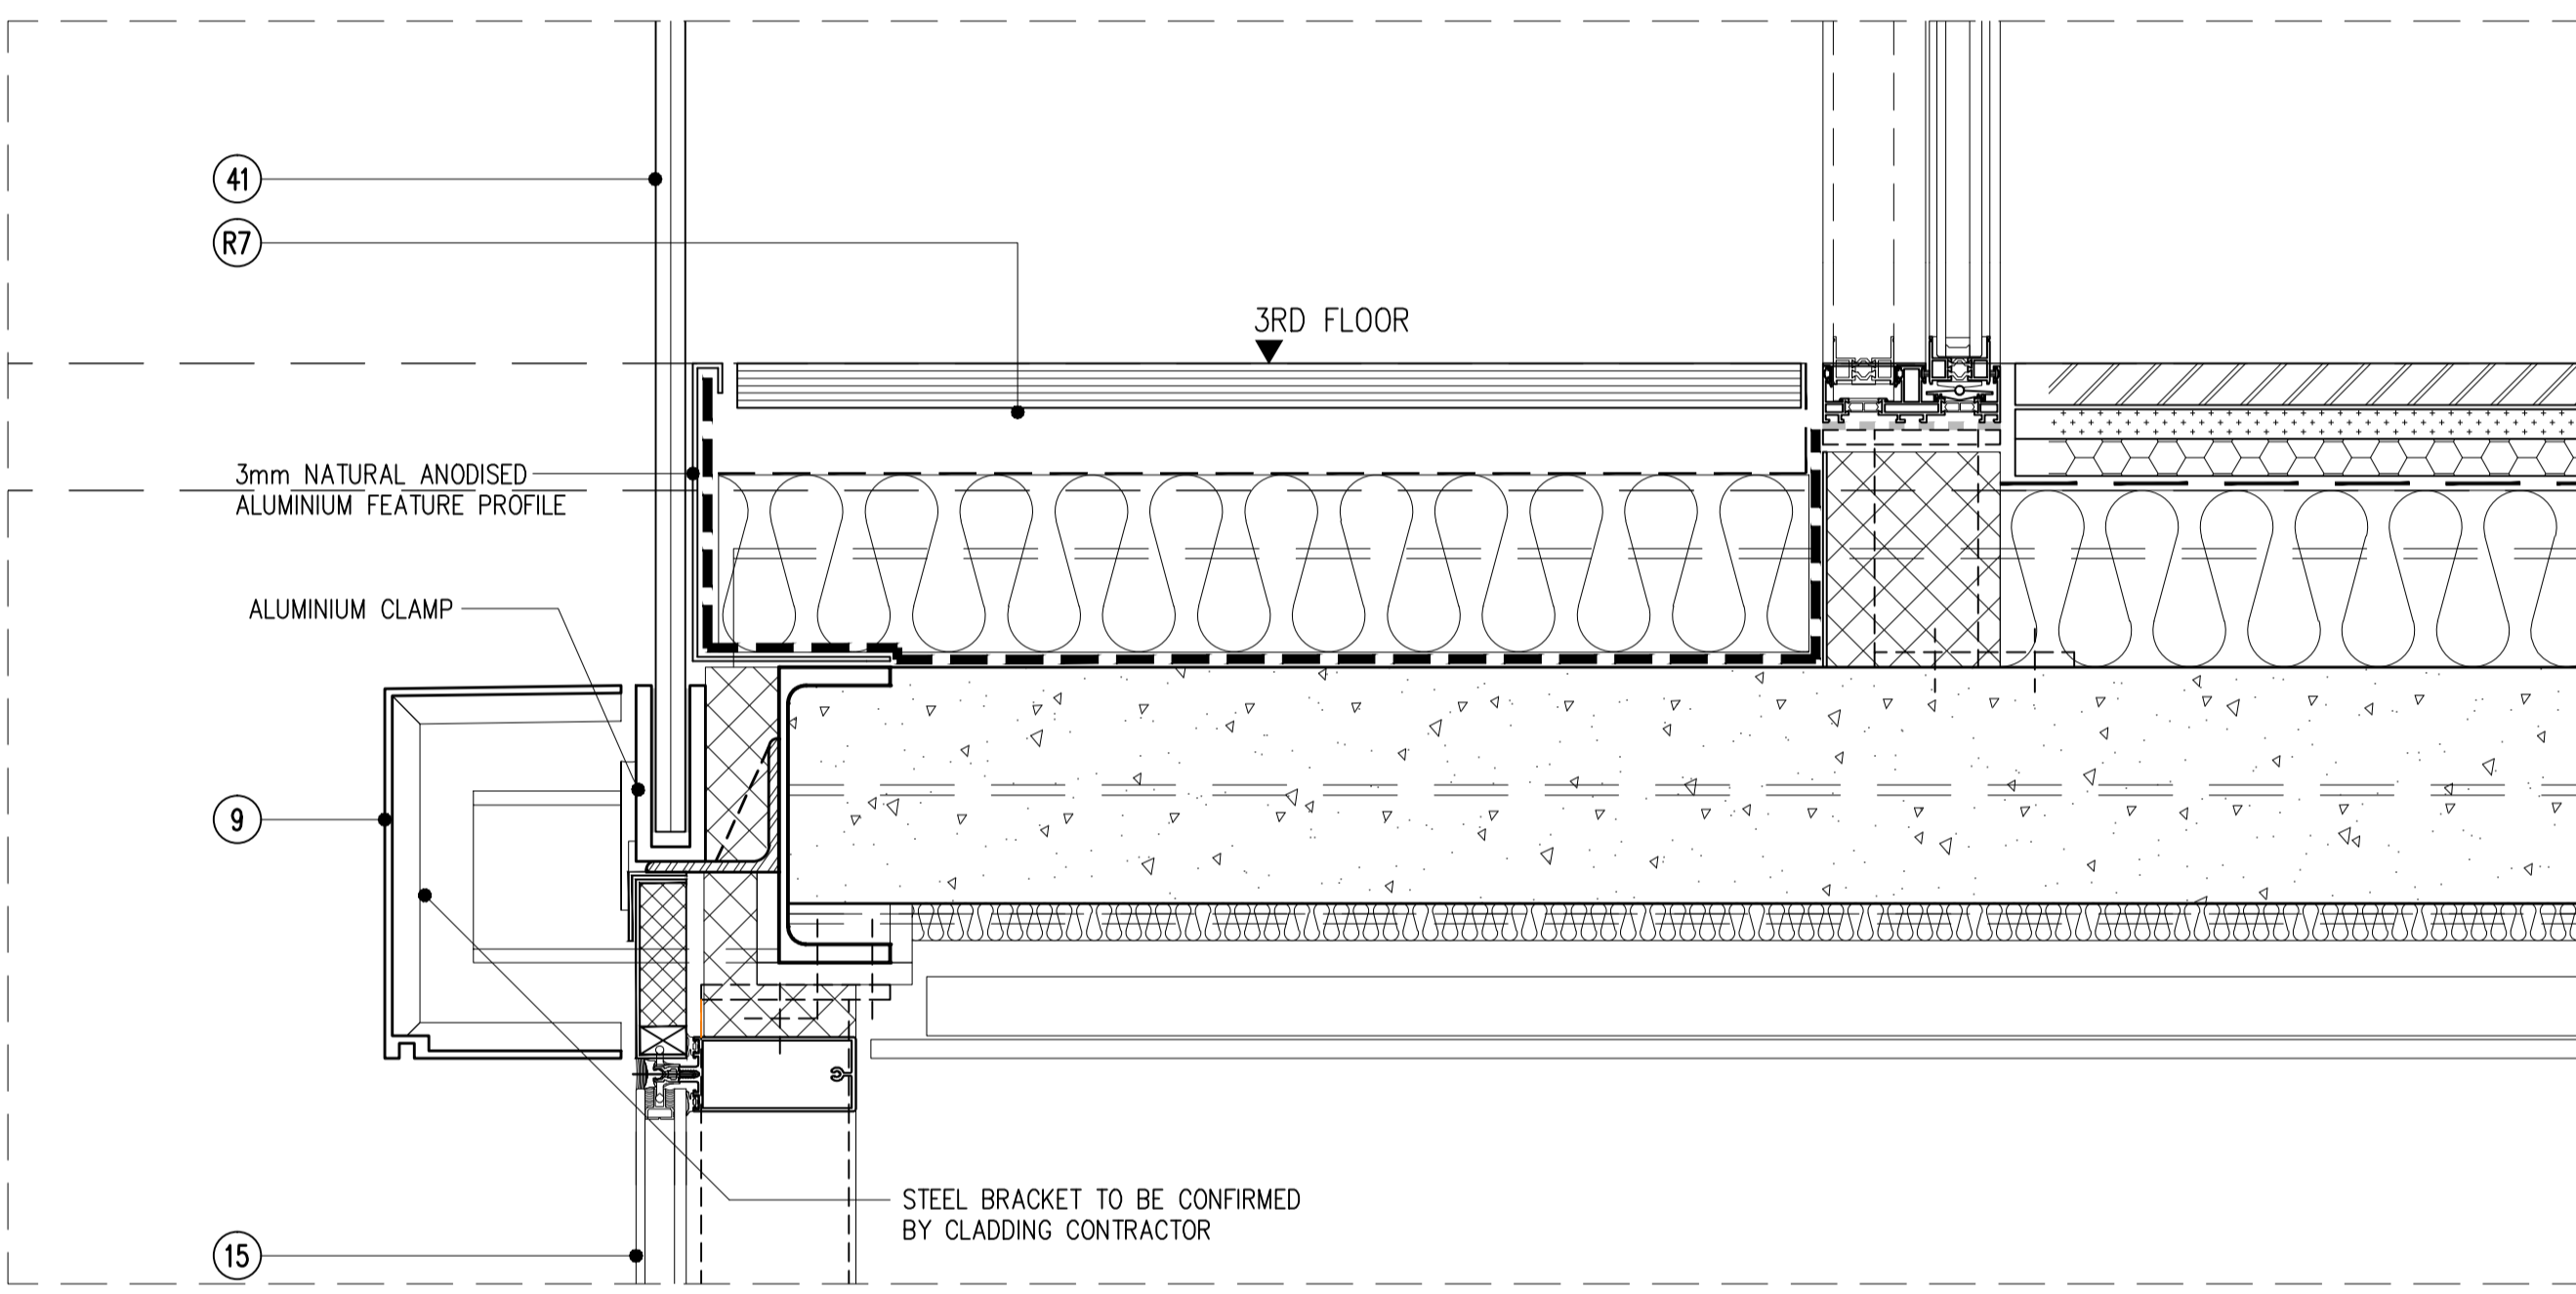 41
R7
3RD FLOOR
3mm NATURAL ANODISED
ALUMINIUM FEATURE PROFILE
ALUMINIUM CLAMP
9
STEEL BRACKET TO BE CONFIRMED
BY CLADDING CONTRACTOR
15